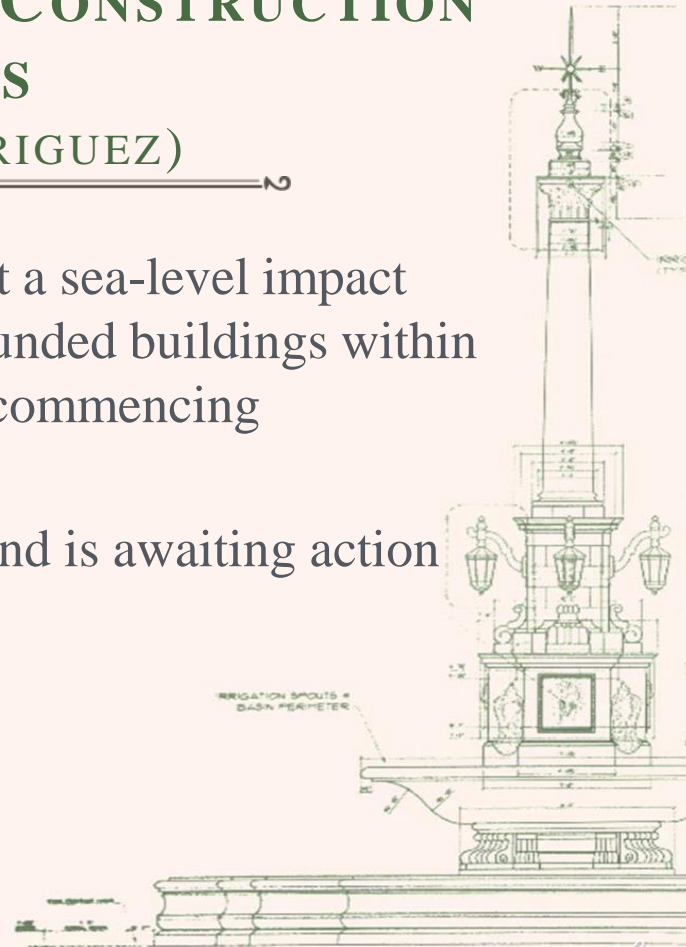 CONSTRUCTION
S
RIGUEZ)
t a sea-level impact
unded buildings within
commencing
nd is awaiting action
IRRIGATION SPOUTS @
BASIN PERIMETER